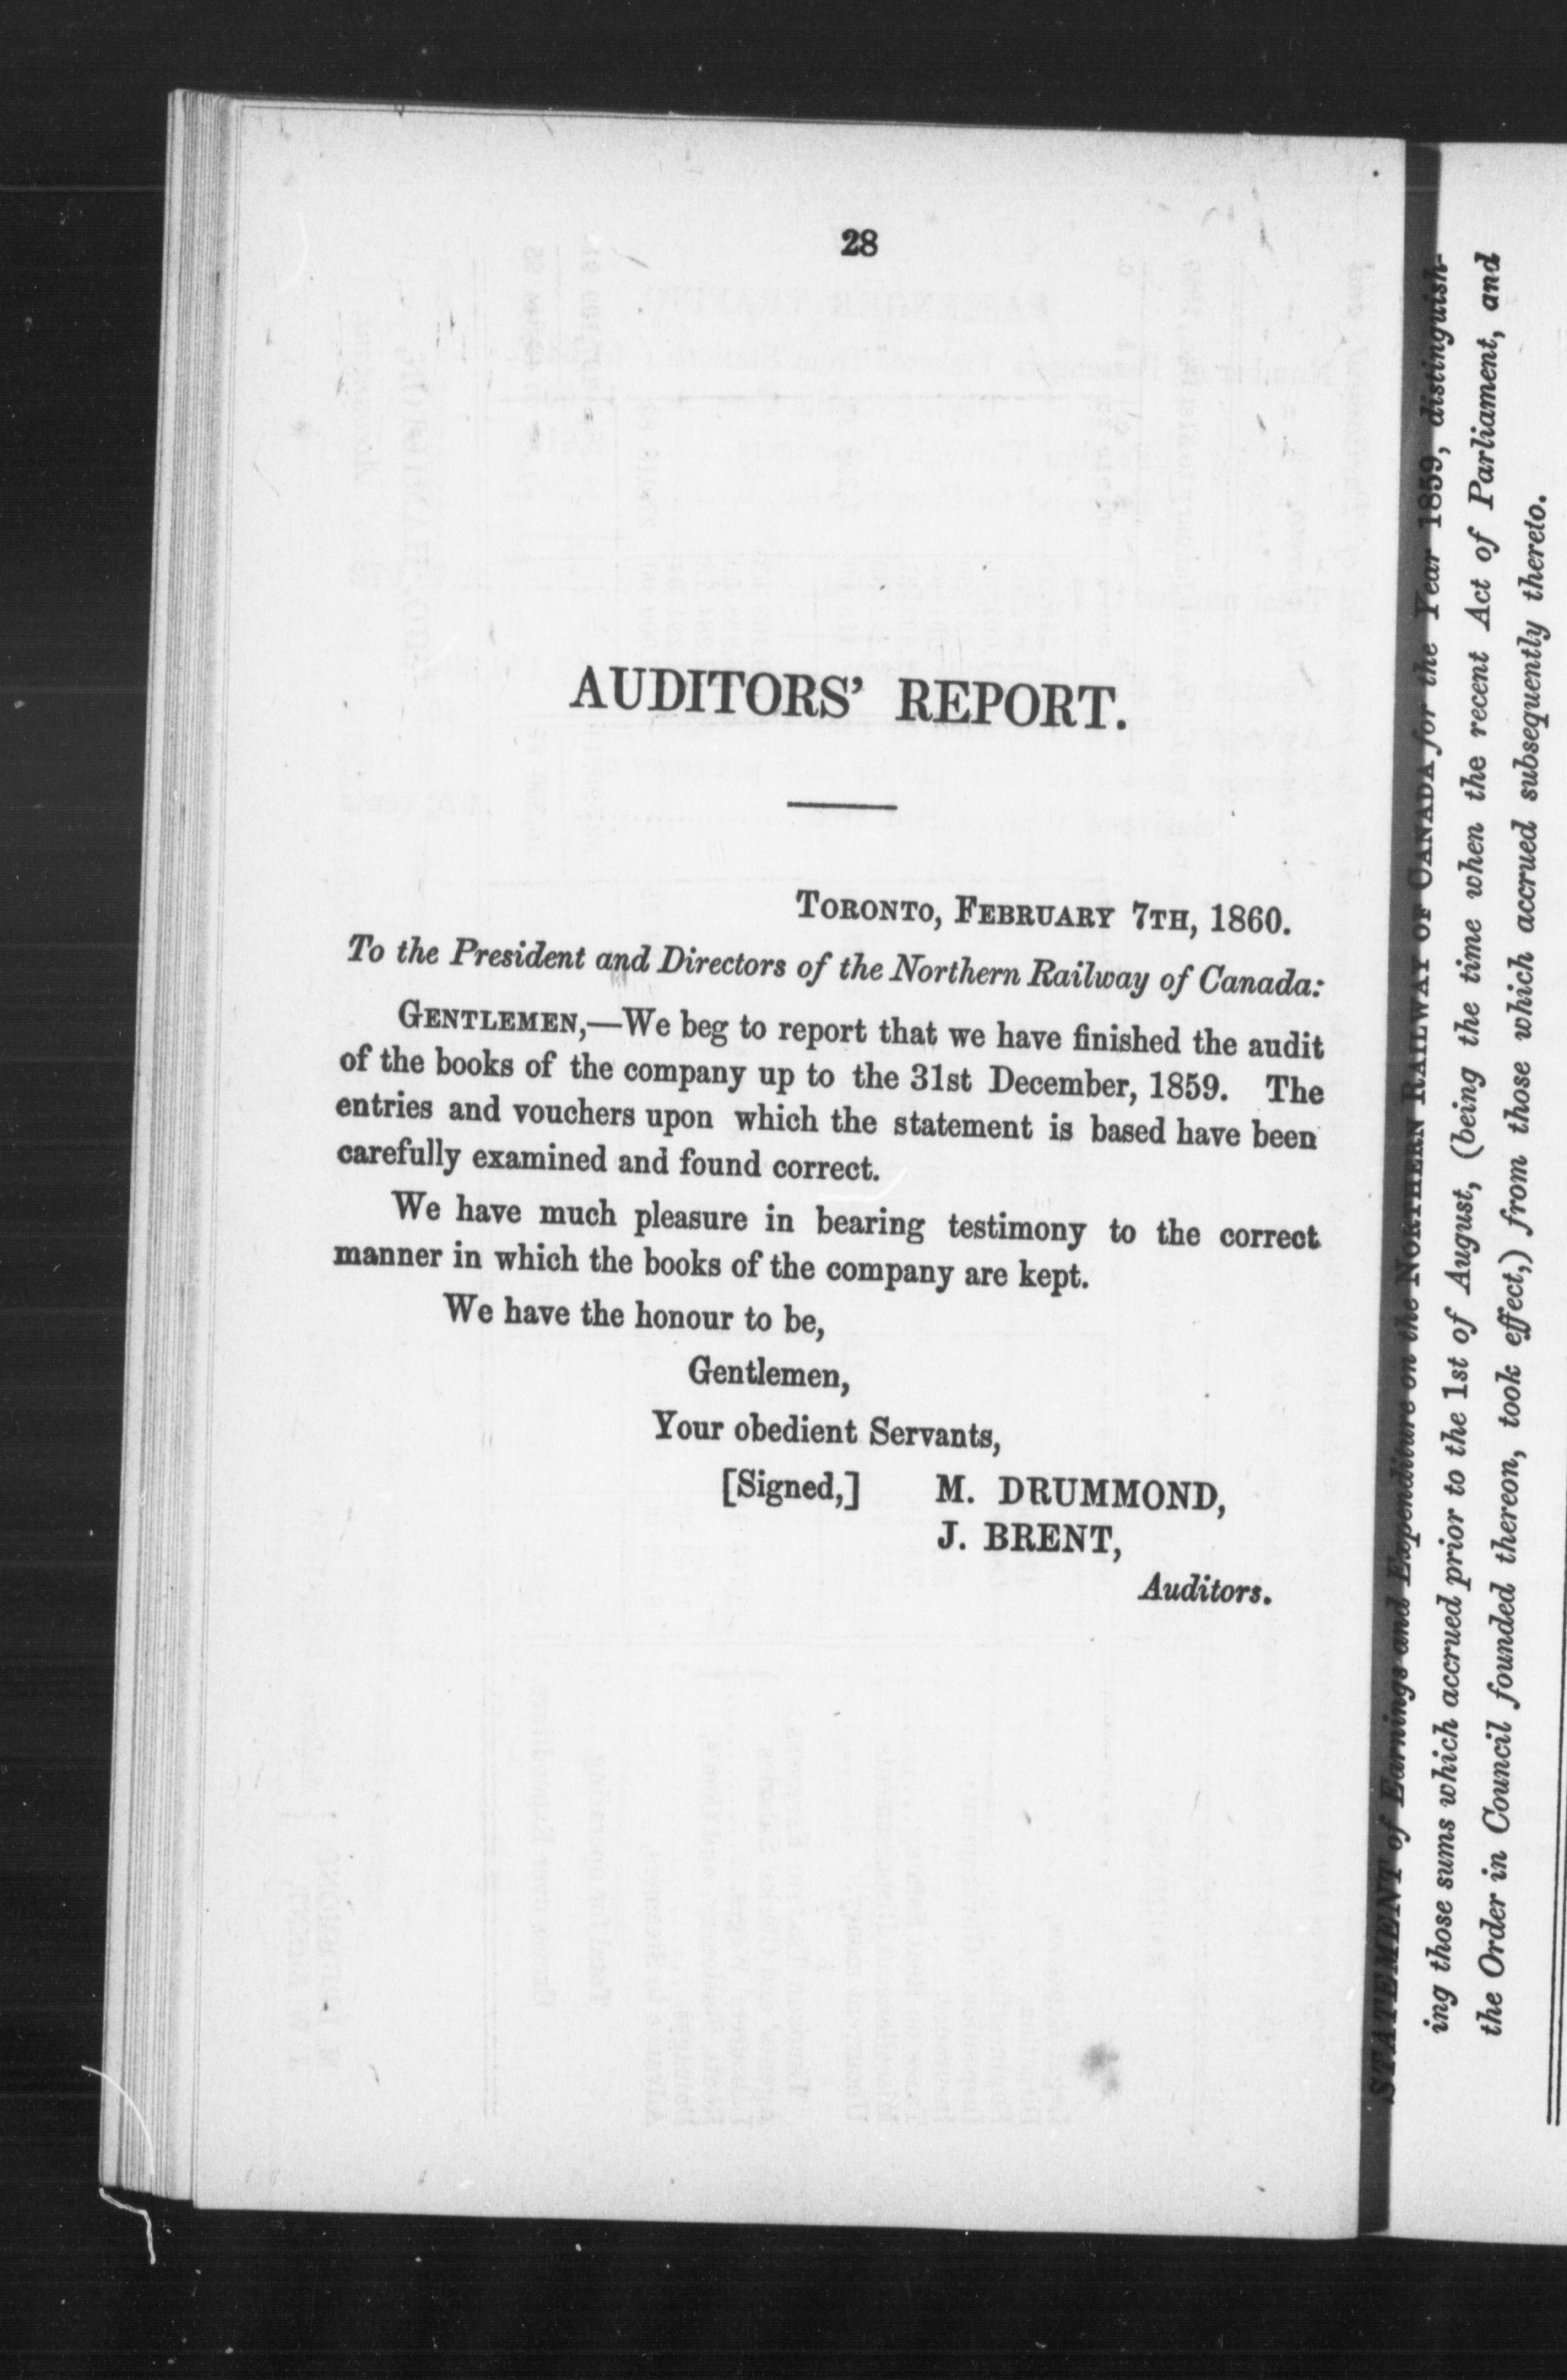 28
AUDITORS' REPORT.
TORONTO, FEBRUARY 7TH, 1860.
To the President and Directors of the Northern Railway of Canada:
GENTLEMEN,—We beg to report that we have finished the audit
of the books of the company up to the 31st December, 1859. The
entries and vouchers upon which the statement is based have been
carefully examined and found correct.
We have much pleasure in bearing testimony to the correct
manner in which the books of the company are kept.
We have the honour to be,
Gentlemen,
Your obedient Servants,
[Signed,] M. DRUMMOND,
J. BRENT,
Auditors.
STATEMENT of Earnings and Expenditure on the NORTHERN RAILWAY OF CANADA for the Year 1859, distinguish-
ing those sums which accrued prior to the 1st of August, (being the time when the recent Act of Parliament, and
the Order in Council founded thereon, took effect,) from those which accrued subsequently thereto.